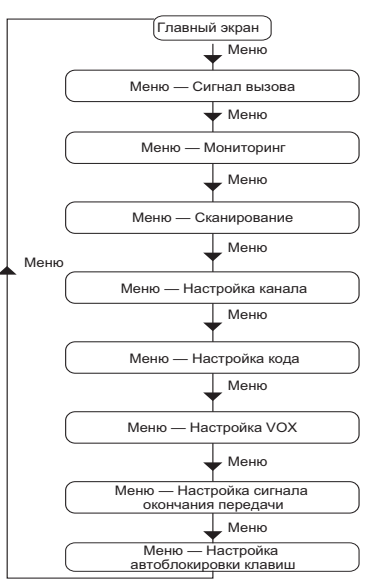 Главный экран
Меню
Меню — Сигнал вызова
Меню
Меню — Мониторинг
Меню
Меню — Сканирование
Меню
Меню
Меню — Настройка канала
Меню
Меню — Настройка кода
Меню
Меню — Настройка VOX
Меню
Меню — Настройка сигнала
окончания передачи
Меню
Меню — Настройка
автоблокировки клавиш